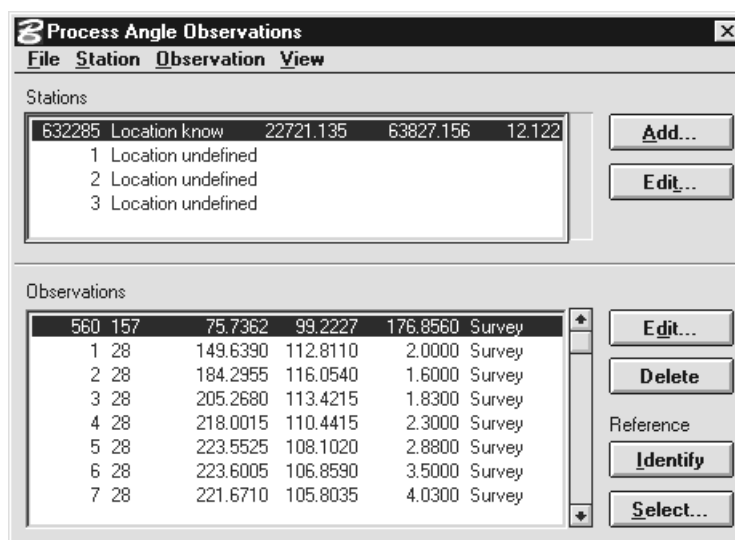 Process Angle Observations
File Station Observation View
Stations
632285 Location know 22721.135 63827.156 12.122
1 Location undefined
2 Location undefined
3 Location undefined
Add...
Edit...
Observations
560 157 75.7362 99.2227 176.8560 Survey
1 28 149.6390 112.8110 2.0000 Survey
2 28 184.2955 116.0540 1.6000 Survey
3 28 205.2680 113.4215 1.8300 Survey
4 28 218.0015 110.4415 2.3000 Survey
5 28 223.5525 108.1020 2.8800 Survey
6 28 223.6005 106.8590 3.5000 Survey
7 28 221.6710 105.8035 4.0300 Survey
Edit...
Delete
Reference
Identify
Select...